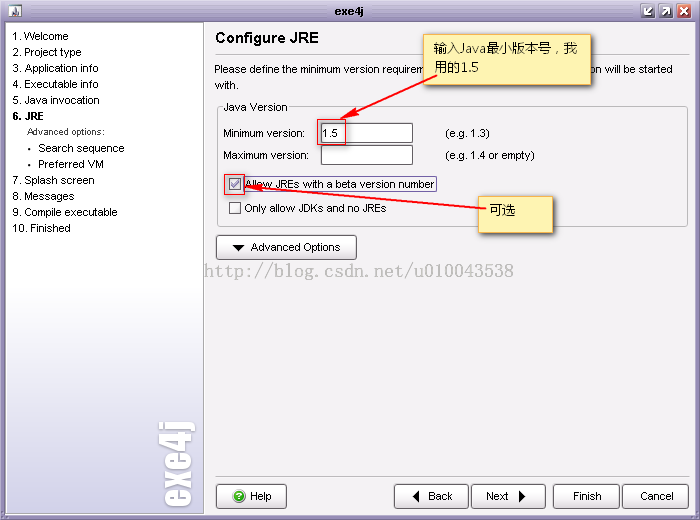 exe4j
1. Welcome
2. Project type
3. Application info
4. Executable info
5. Java invocation
6. JRE
Advanced options:
Search sequence
Preferred VM
7. Splash screen
8. Messages
9. Compile executable
10. Finished
exe4j
Configure JRE
输入Java最小版本号，我
用的1.5
Please define the minimum version requirem on will be started
with.
Java Version
Minimum version: 1.5 (e.g. 1.3)
Maximum version: (e.g. 1.4 or empty)
Allow JREs with a beta version number
Only allow JDKs and no JREs
可选
Advanced Options
http://blog.csdn.net/u010043538
Help Back Next Finish Cancel